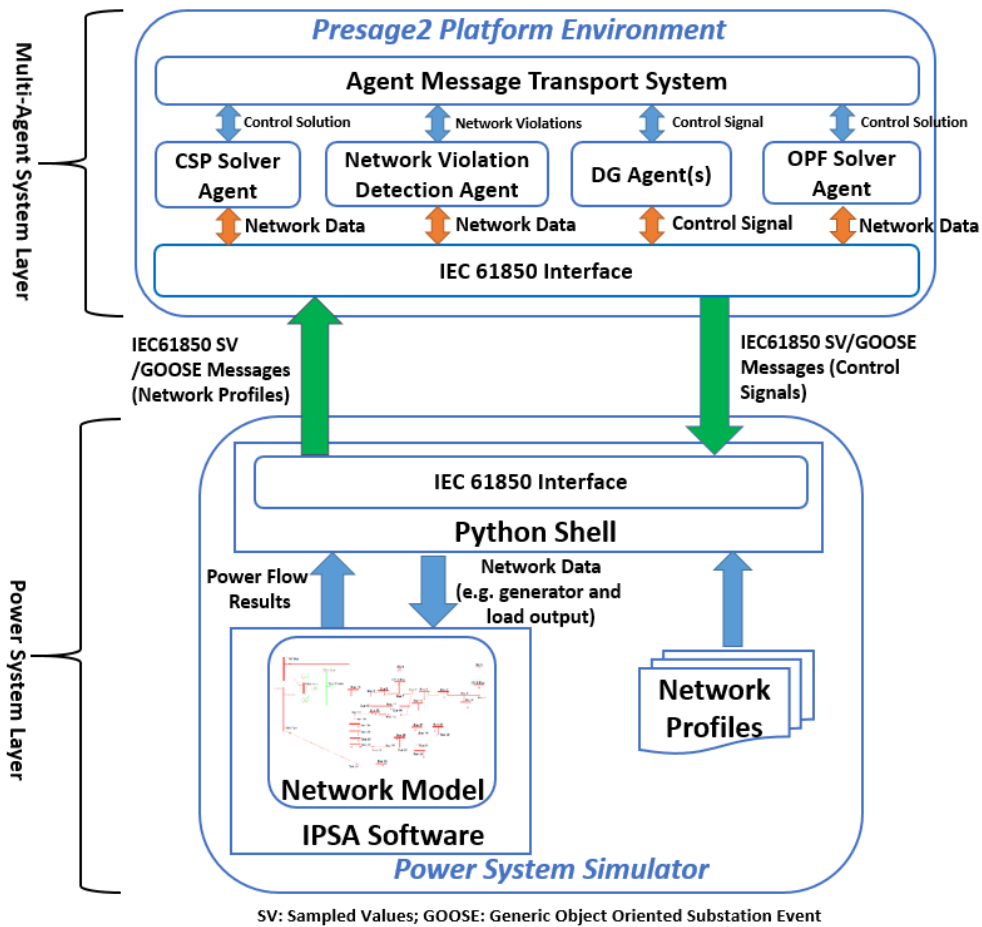 Presage2 Platform Environment
Agent Message Transport System
Control Solution
Network Violations
Control Signal
Control Solution
CSP Solver
Agent
Network Violation
Detection Agent
DG Agent(s)
OPF Solver
Agent
Network Data
Network Data
Control Signal
Network Data
IEC 61850 Interface
Multi-Agent System Layer
IEC61850 SV
/GOOSE Messages
(Network Profiles)
IEC61850 SV/GOOSE
Messages (Control
Signals)
IEC 61850 Interface
Python Shell
Power Flow
Results
Network Data
(e.g. generator and
load output)
Network
Profiles
Network Model
IPSA Software
Power System Simulator
Power System Layer
SV: Sampled Values; GOOSE: Generic Object Oriented Substation Event